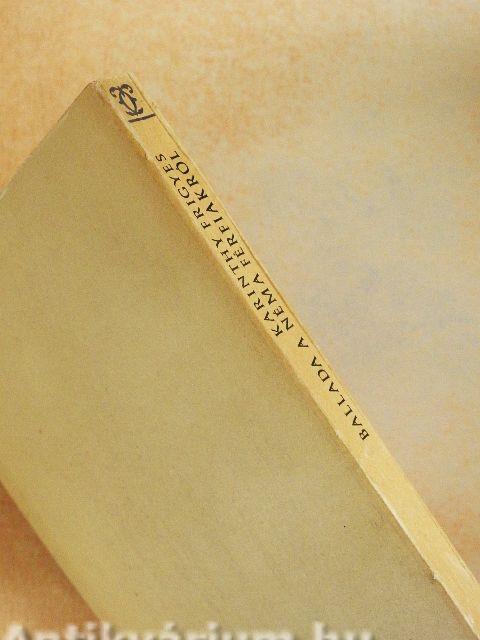 KARINTHY FRIGYES
BALLADA A NÉMA FÉRFIAKRÓL
Antikvárium.hu